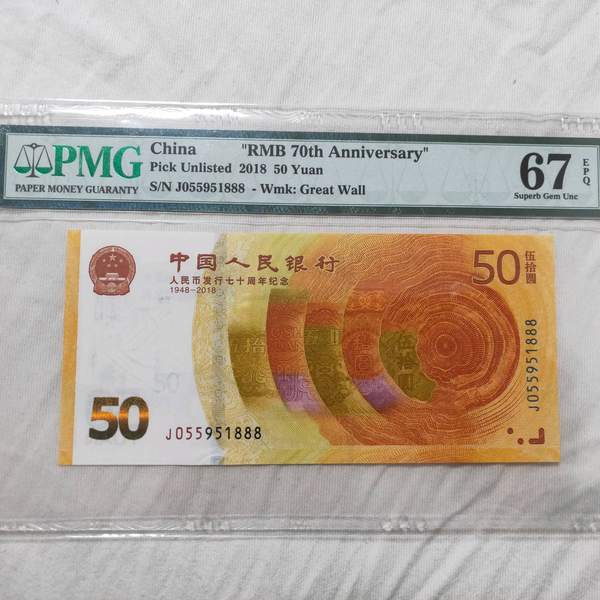 PMG
PAPER MONEY GUARANTY
China "RMB 70th Anniversary"
Pick Unlisted 2018 50 Yuan
S/N J055951888 - Wmk: Great Wall
67 EPQ
Superb Gem Unc
中国人民银行
人民币发行七十周年纪念
1948-2018
50 伍拾圆
J055951888
50
J055951888